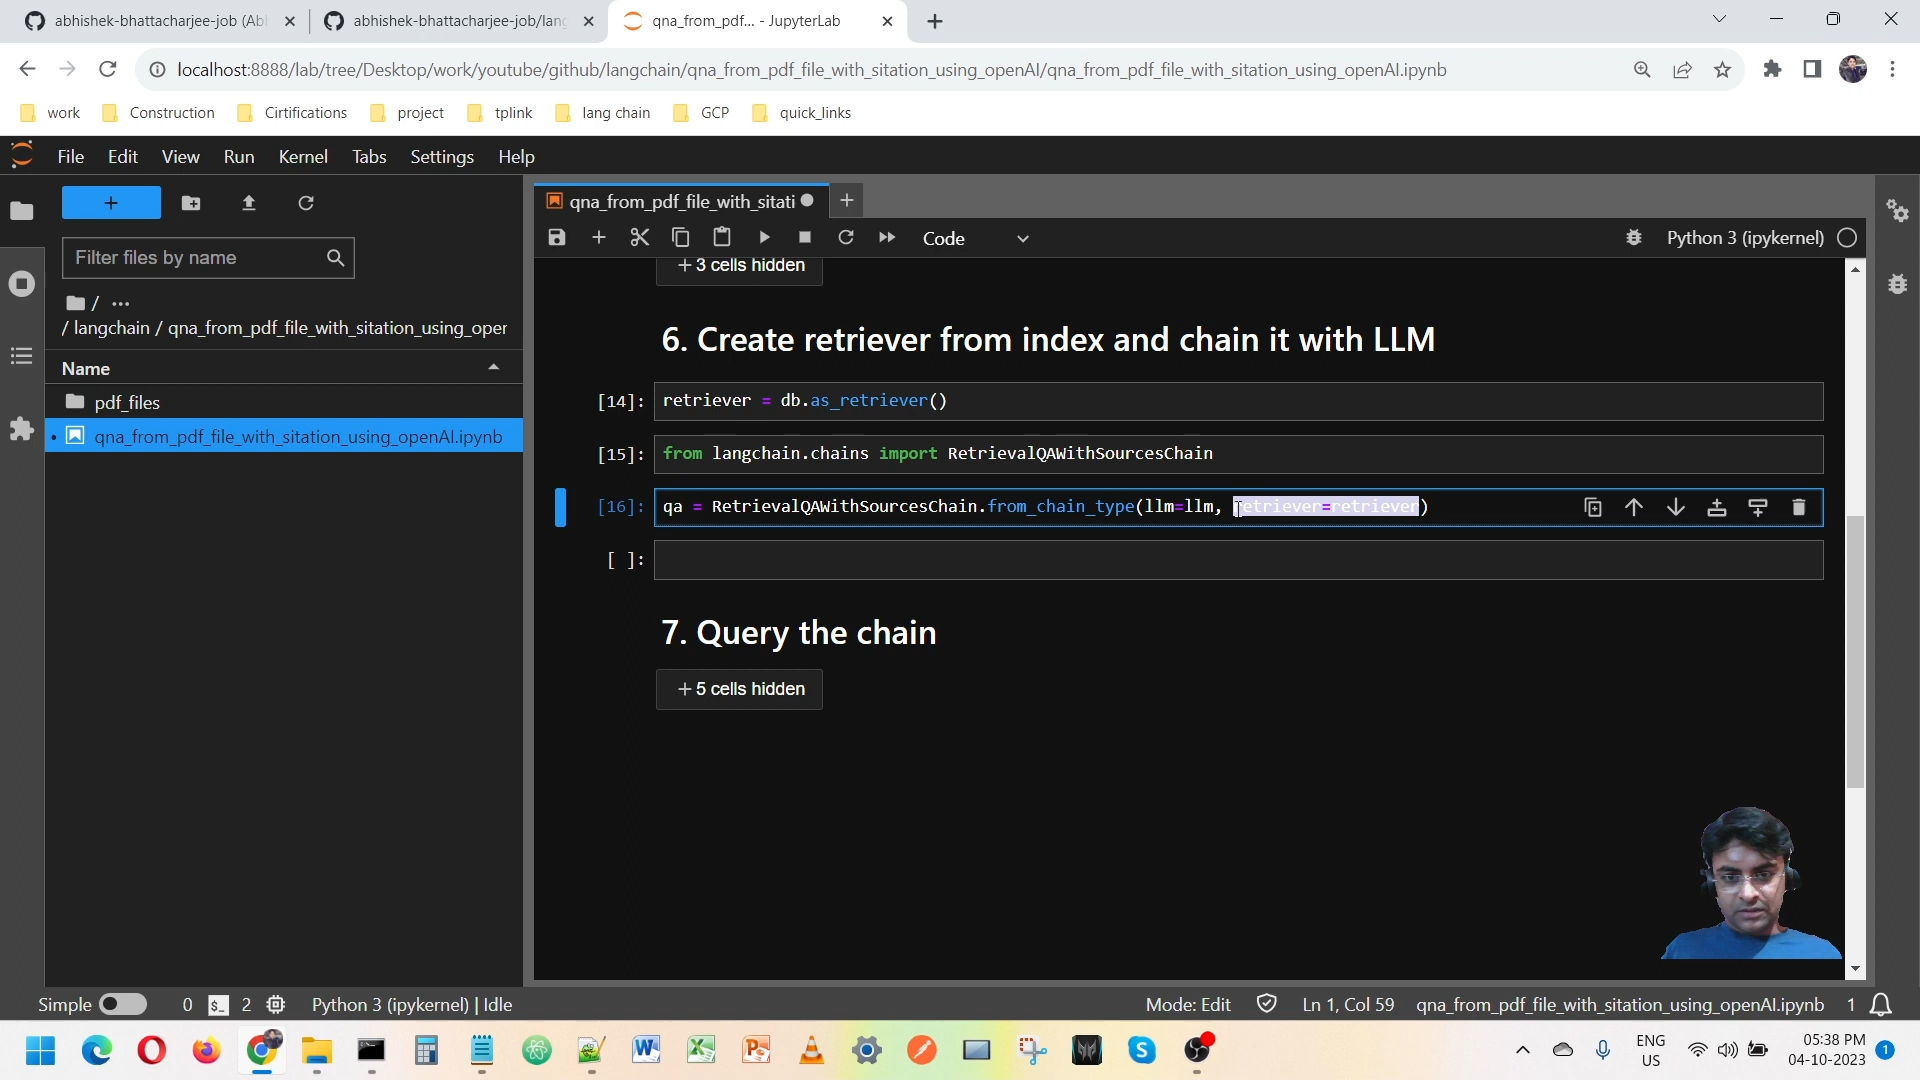 abhishek-bhattacharjee-job (Ab
abhishek-bhattacharjee-job/lang
qna_from_pdf... - JupyterLab
localhost:8888/lab/tree/Desktop/work/youtube/github/langchain/qna_from_pdf_file_with_sitation_using_openAI/qna_from_pdf_file_with_sitation_using_openAI.ipynb
work Construction Cirtifications project tplink lang chain GCP quick_links
File Edit View Run Kernel Tabs Settings Help
Filter files by name
/ ...
/ langchain / qna_from_pdf_file_with_sitation_using_oper
Name
pdf_files
qna_from_pdf_file_with_sitation_using_openAI.ipynb
qna_from_pdf_file_with_sitati
Code
Python 3 (ipykernel)
+ 3 cells hidden
6. Create retriever from index and chain it with LLM
[14]: retriever = db.as_retriever()
[15]: from langchain.chains import RetrievalQAWithSourcesChain
[16]: qa = RetrievalQAWithSourcesChain.from_chain_type(llm=llm, retriever=retriever)
[ ]:
7. Query the chain
+ 5 cells hidden
Simple 0 $_ 2 Python 3 (ipykernel) | Idle
Mode: Edit Ln 1, Col 59 qna_from_pdf_file_with_sitation_using_openAI.ipynb 1
ENG
US
05:38 PM
04-10-2023
1